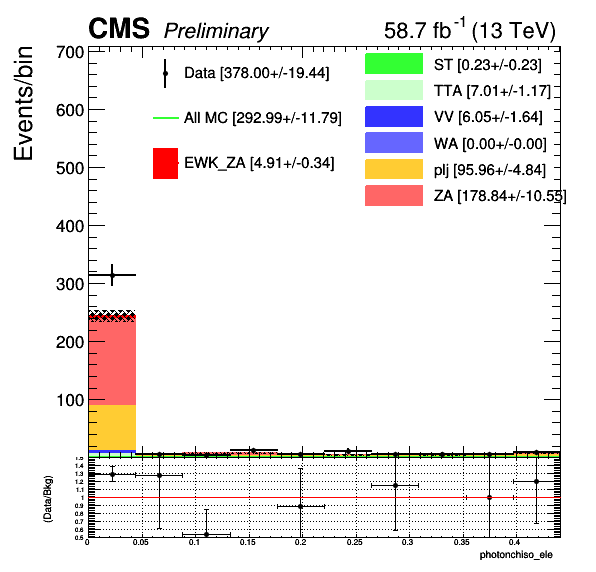 CMS Preliminary 58.7 fb⁻¹ (13 TeV)
Events/bin
700
600
500
400
300
200
100
Data [378.00+/-19.44]
All MC [292.99+/-11.79]
EWK_ZA [4.91+/-0.34]
ST [0.23+/-0.23]
TTA [7.01+/-1.17]
VV [6.05+/-1.64]
WA [0.00+/-0.00]
plj [95.96+/-4.84]
ZA [178.84+/-10.55]
(Data/Bkg)
1.4
1.3
1.2
1.1
1
0.9
0.8
0.7
0.6
0.5
0 0.05 0.1 0.15 0.2 0.25 0.3 0.35 0.4
photonchiso_ele